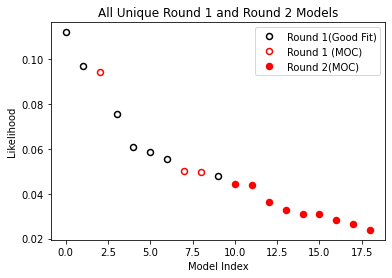 All Unique Round 1 and Round 2 Models
Round 1(Good Fit)
Round 1 (MOC)
Round 2(MOC)
Likelihood
0.10
0.08
0.06
0.04
0.02
0.0 2.5 5.0 7.5 10.0 12.5 15.0 17.5
Model Index